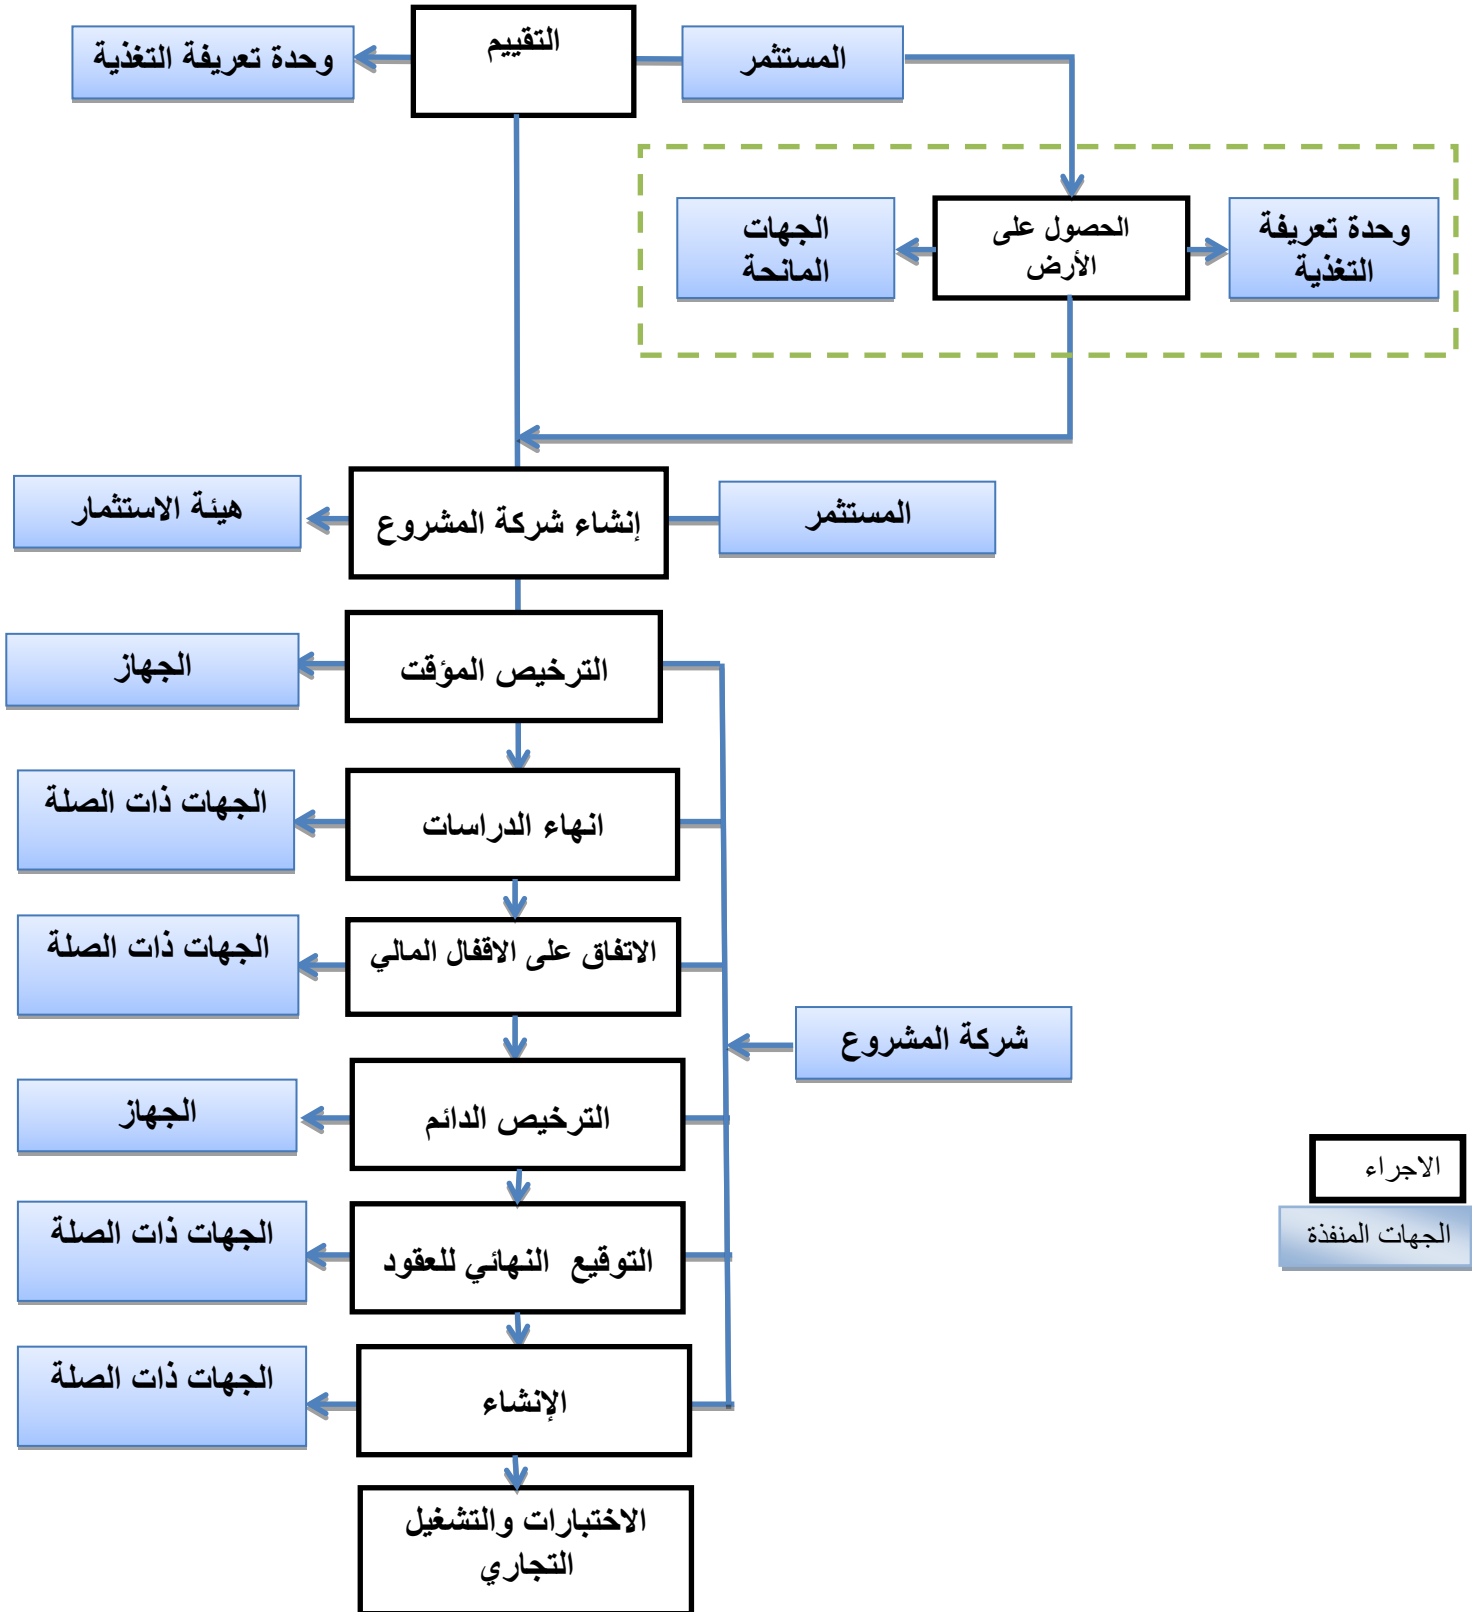 المستثمر
التقييم
وحدة تعريفة التغذية
وحدة تعريفة
التغذية
الحصول على
الأرض
الجهات
المانحة
المستثمر
إنشاء شركة المشروع
هيئة الاستثمار
الترخيص المؤقت
الجهاز
انهاء الدراسات
الجهات ذات الصلة
الاتفاق على الاقفال المالي
الجهات ذات الصلة
شركة المشروع
الترخيص الدائم
الجهاز
الاجراء
الجهات المنفذة
التوقيع النهائي للعقود
الجهات ذات الصلة
الإنشاء
الجهات ذات الصلة
الاختبارات والتشغيل
التجاري